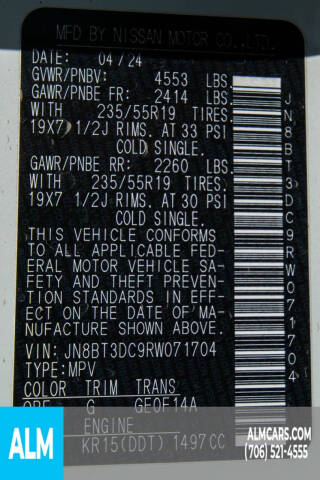 MFD BY NISSAN MOTOR CO.,LTD.
DATE: 04/24
GVWR/PNBV: 4553 LBS.
GAWR/PNBE FR: 2414 LBS.
WITH 235/55R19 TIRES
19X7 1/2J RIMS. AT 33 PSI
COLD SINGLE.
GAWR/PNBE RR: 2260 LBS.
WITH 235/55R19 TIRES.
19X7 1/2J RIMS. AT 30 PSI
COLD SINGLE.
THIS VEHICLE CONFORMS
TO ALL APPLICABLE FED-
ERAL MOTOR VEHICLE SA-
FETY AND THEFT PREVEN-
TION STANDARDS IN EFF-
ECT ON THE DATE OF MA-
NUFACTURE SHOWN ABOVE.
VIN: JN8BT3DC9RW071704
TYPE: MPV
COLOR TRIM TRANS
G GE0F14A
ENGINE
KR15(DDT) 1497CC
JN8BT3DC9RW071704
ALM
ALMCARS.COM
(706) 521-4555